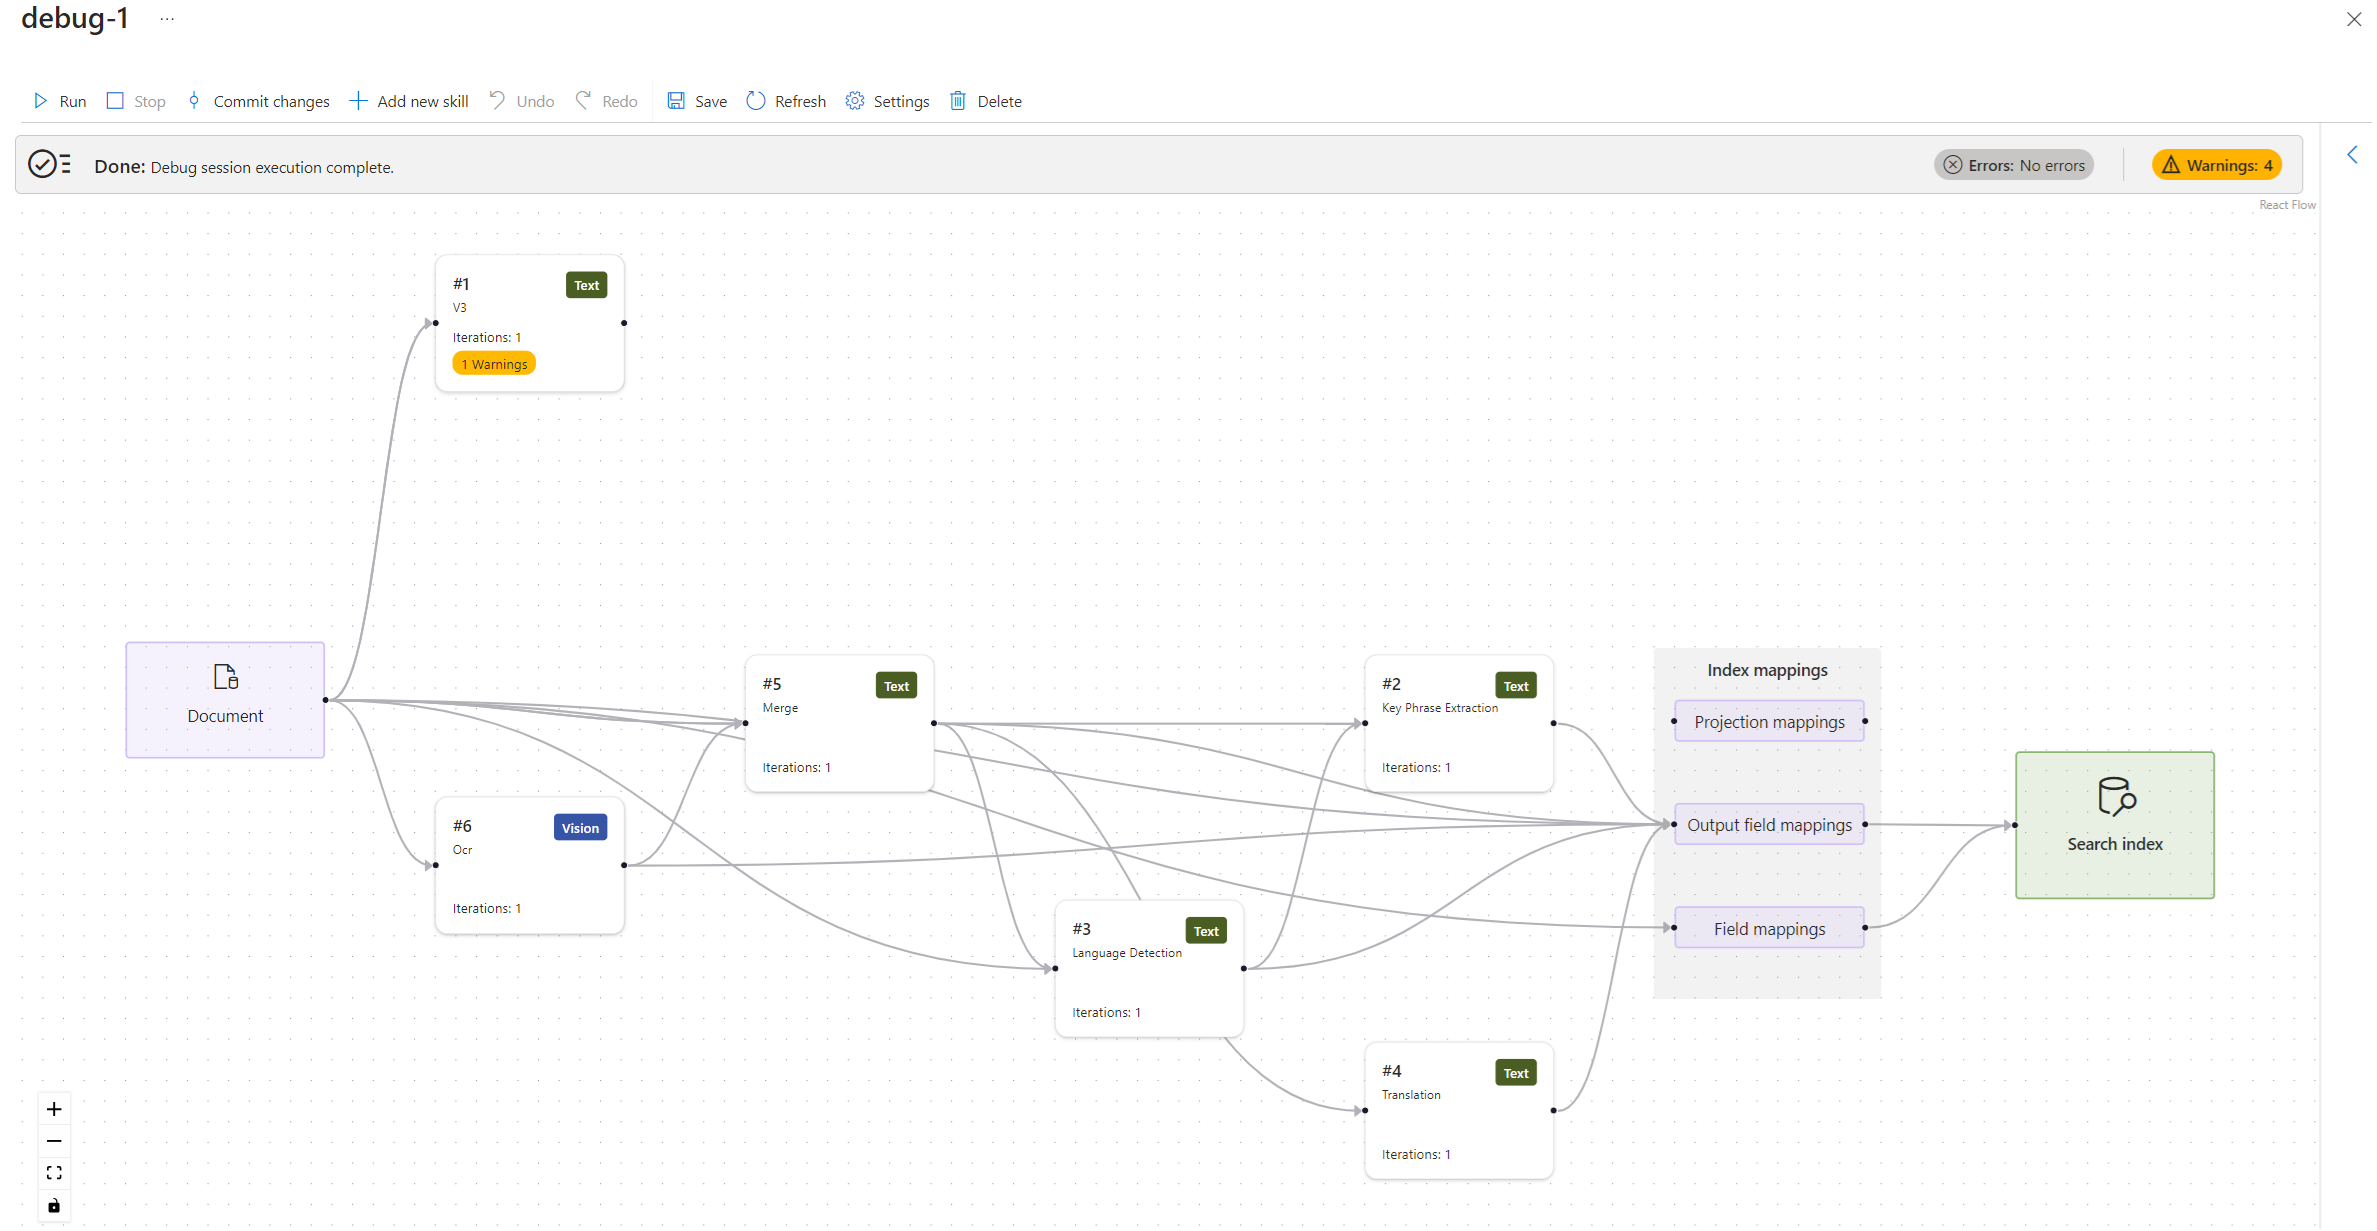 debug-1 ...
Run Stop Commit changes Add new skill Undo Redo Save Refresh Settings Delete
Done: Debug session execution complete. Errors: No errors Warnings: 4
React Flow
#1 Text
V3
Iterations: 1
1 Warnings
Document
#6 Vision
Ocr
Iterations: 1
#5 Text
Merge
Iterations: 1
#3 Text
Language Detection
Iterations: 1
#2 Text
Key Phrase Extraction
Iterations: 1
#4 Text
Translation
Iterations: 1
Index mappings
Projection mappings
Output field mappings
Field mappings
Search index